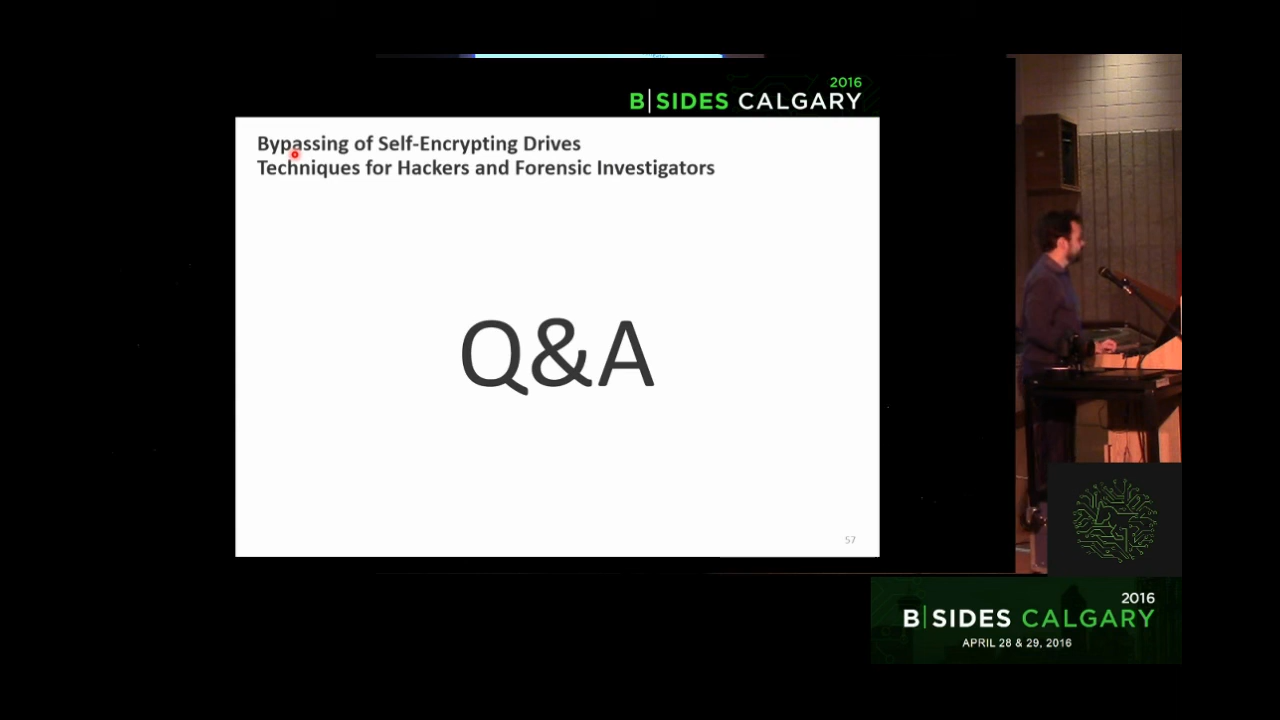 2016
B|SIDES CALGARY
Bypassing of Self-Encrypting Drives
Techniques for Hackers and Forensic Investigators
Q&A
57
2016
B|SIDES CALGARY
APRIL 28 & 29, 2016